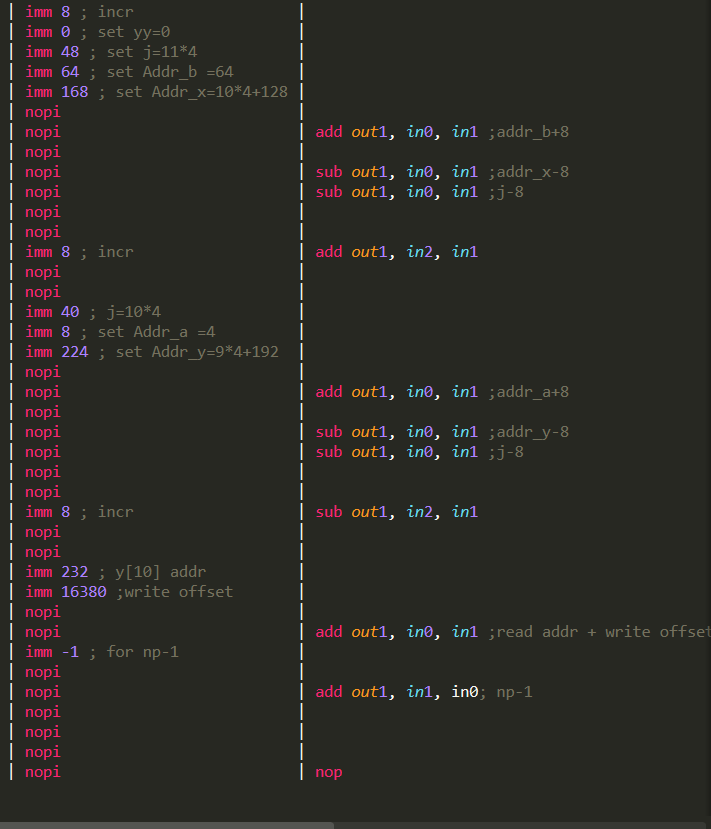 | imm 8 ; incr |
| imm 0 ; set yy=0 |
| imm 48 ; set j=11*4 |
| imm 64 ; set Addr_b =64 |
| imm 168 ; set Addr_x=10*4+128 |
| nopi |
| nopi | add out1, in0, in1 ;addr_b+8
| nopi |
| nopi | sub out1, in0, in1 ;addr_x-8
| nopi | sub out1, in0, in1 ;j-8
| nopi |
| nopi |
| imm 8 ; incr | add out1, in2, in1
| nopi |
| nopi |
| imm 40 ; j=10*4 |
| imm 8 ; set Addr_a =4 |
| imm 224 ; set Addr_y=9*4+192 |
| nopi |
| nopi | add out1, in0, in1 ;addr_a+8
| nopi |
| nopi | sub out1, in0, in1 ;addr_y-8
| nopi | sub out1, in0, in1 ;j-8
| nopi |
| nopi |
| imm 8 ; incr | sub out1, in2, in1
| nopi |
| nopi |
| imm 232 ; y[10] addr |
| imm 16380 ;write offset |
| nopi |
| nopi | add out1, in0, in1 ;read addr + write offset
| imm -1 ; for np-1 |
| nopi |
| nopi | add out1, in1, in0; np-1
| nopi |
| nopi |
| nopi |
| nopi | nop